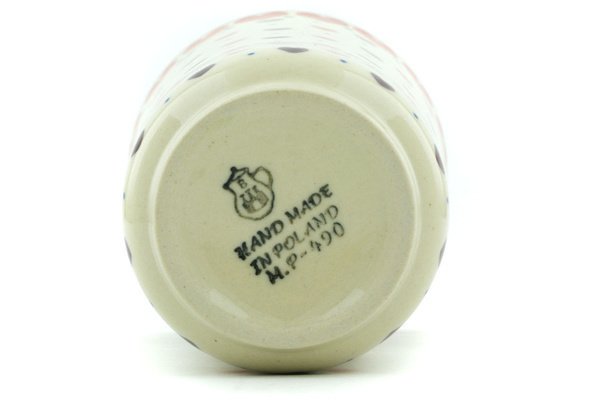 B
HAND MADE
IN POLAND
M.P-490